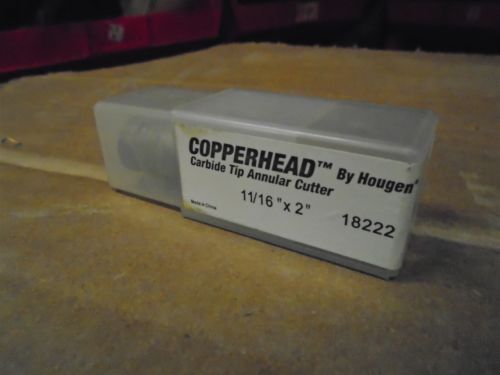 COPPERHEAD™ By Hougen®
Carbide Tip Annular Cutter
11/16 " x 2"
Made in China
18222